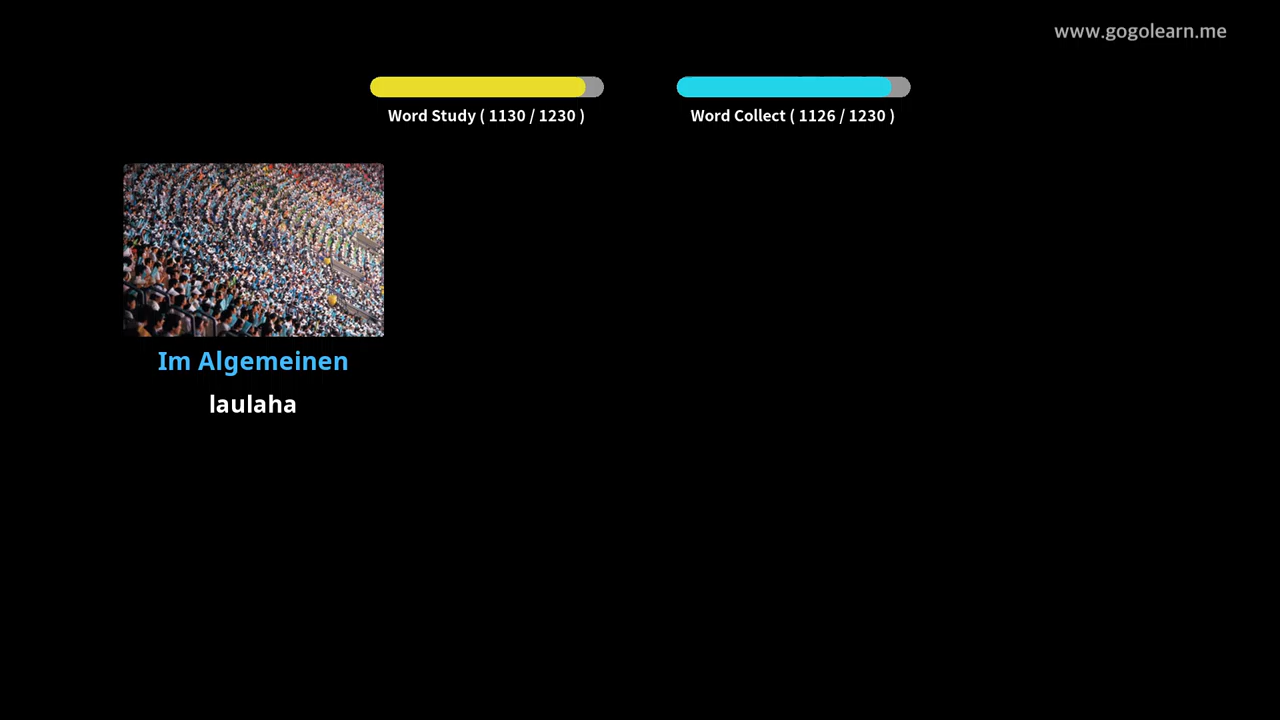 www.gogolearn.me
Word Study ( 1130 / 1230 )
Word Collect ( 1126 / 1230 )
Im Algemeinen
laulaha